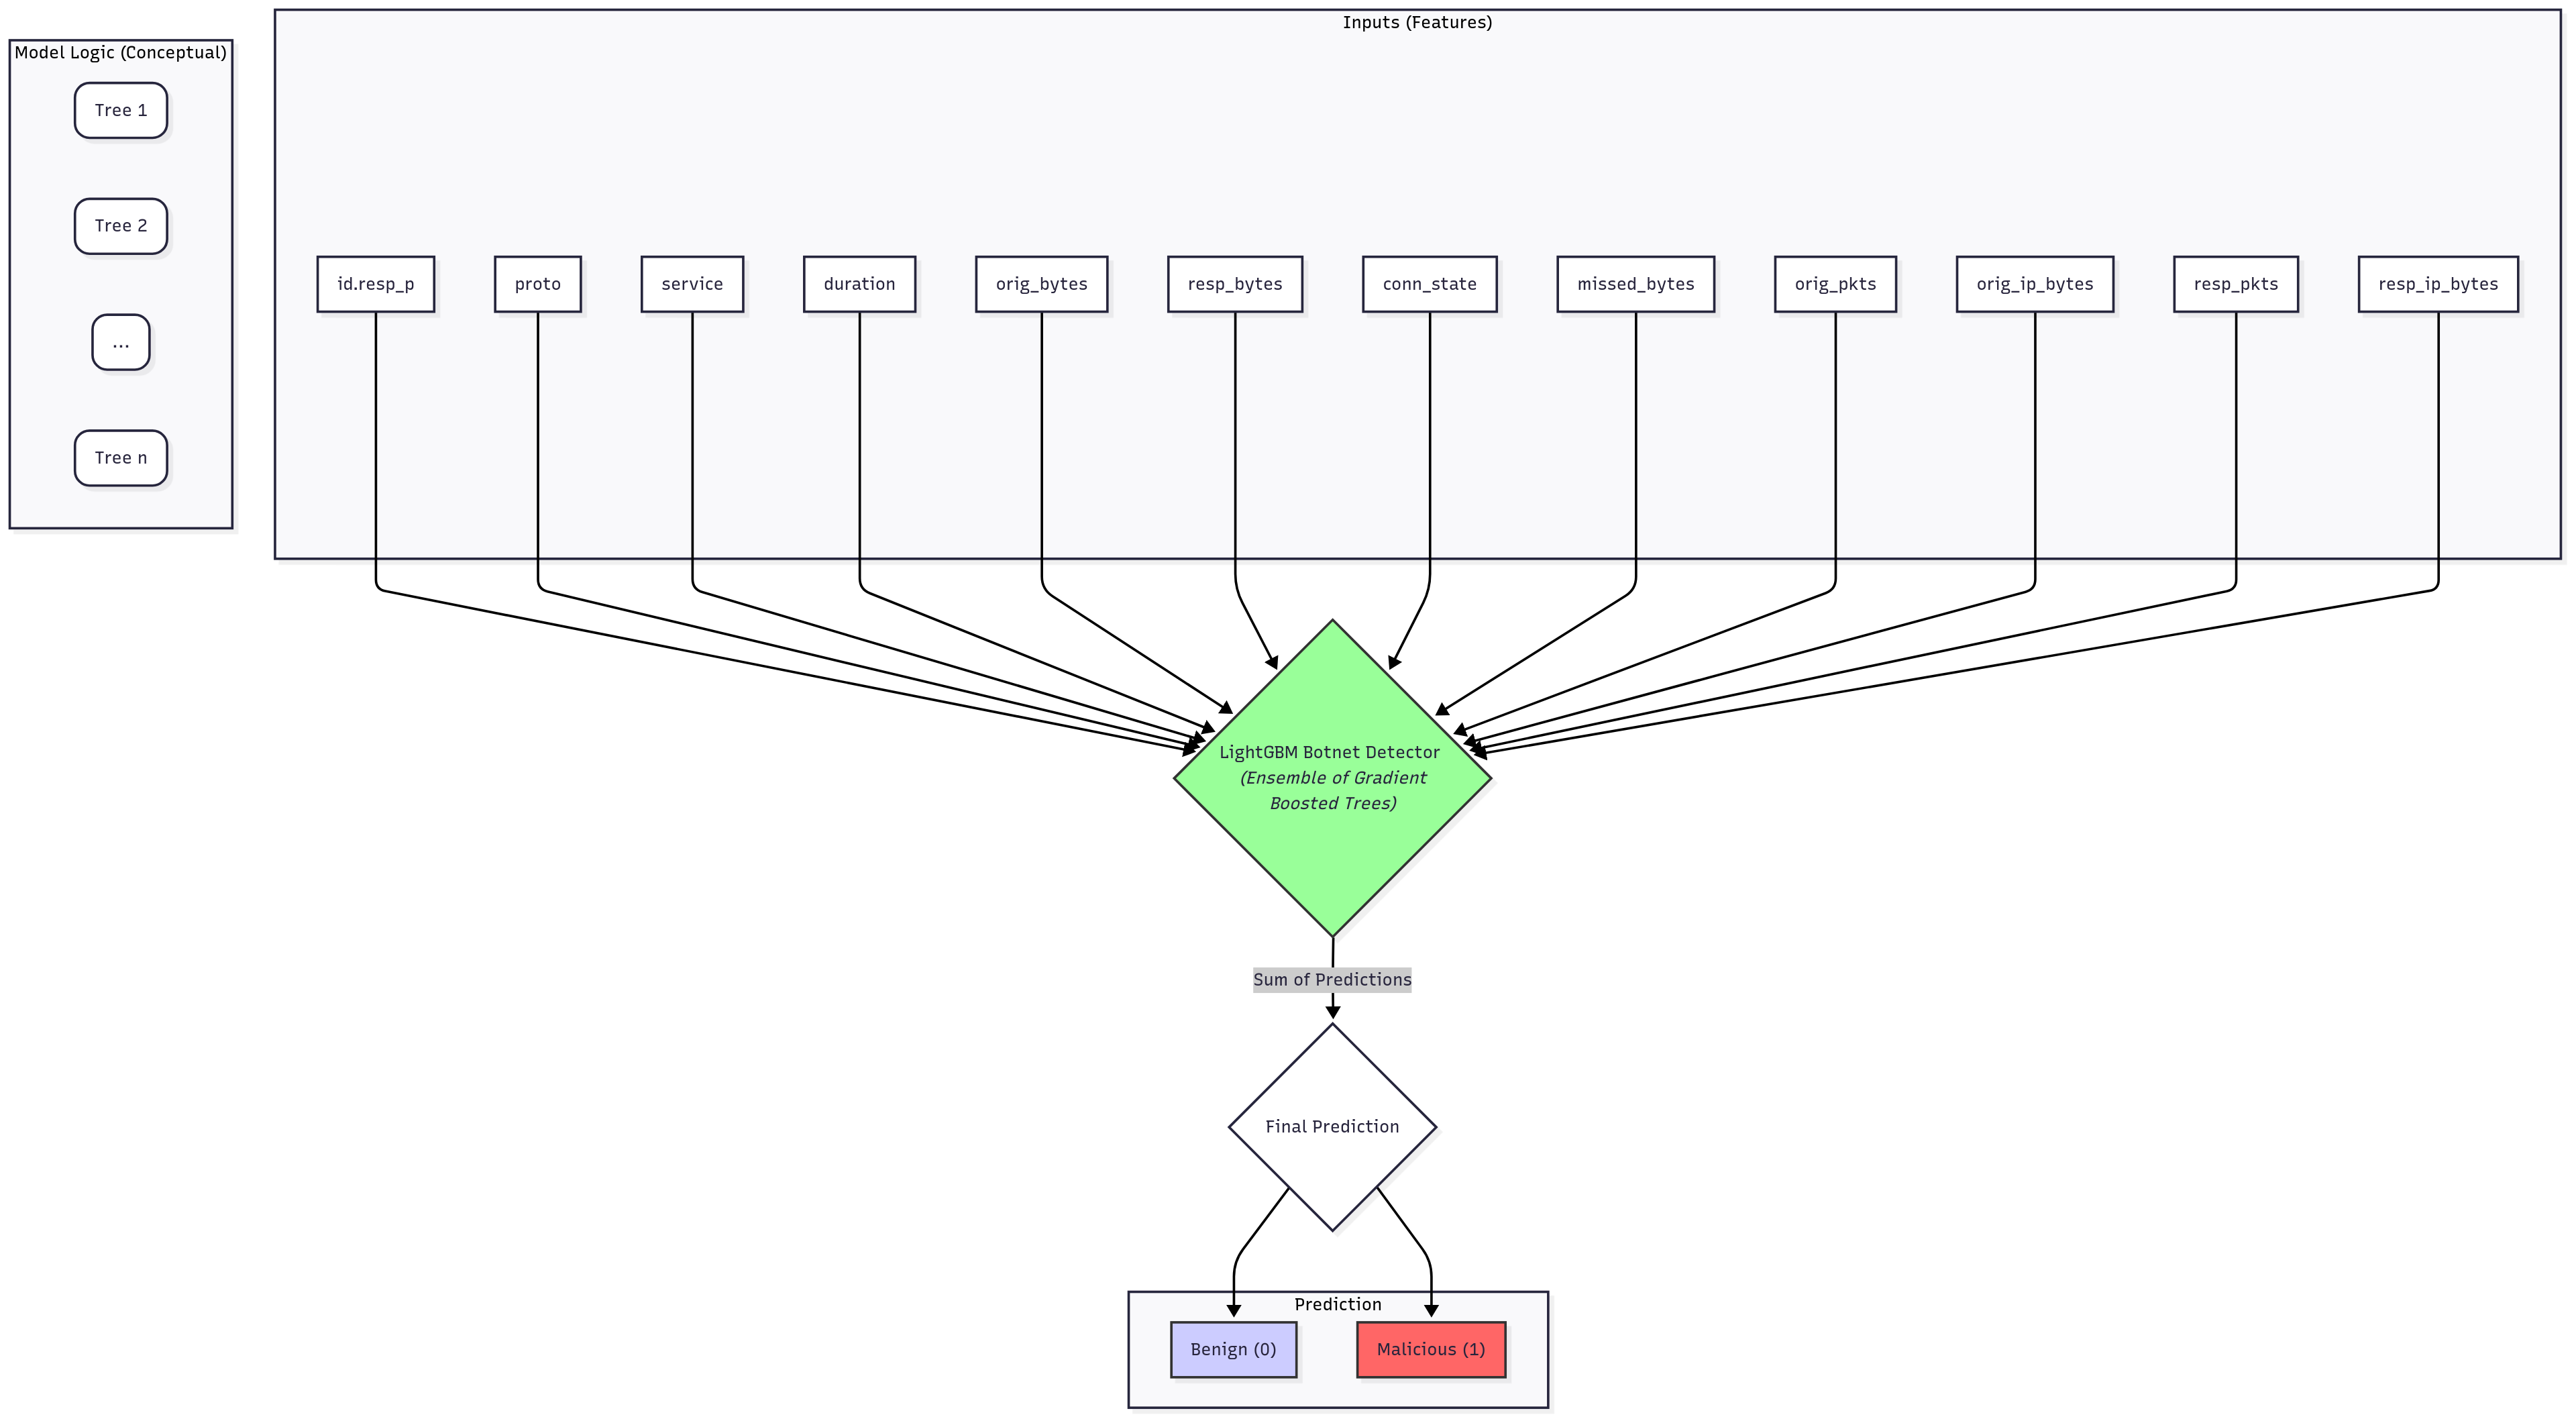 Inputs (Features)
Model Logic (Conceptual)
Tree 1
Tree 2
...
Tree n
id.resp_p
proto
service
duration
orig_bytes
resp_bytes
conn_state
missed_bytes
orig_pkts
orig_ip_bytes
resp_pkts
resp_ip_bytes
LightGBM Botnet Detector
(Ensemble of Gradient
Boosted Trees)
Sum of Predictions
Final Prediction
Prediction
Benign (0)
Malicious (1)